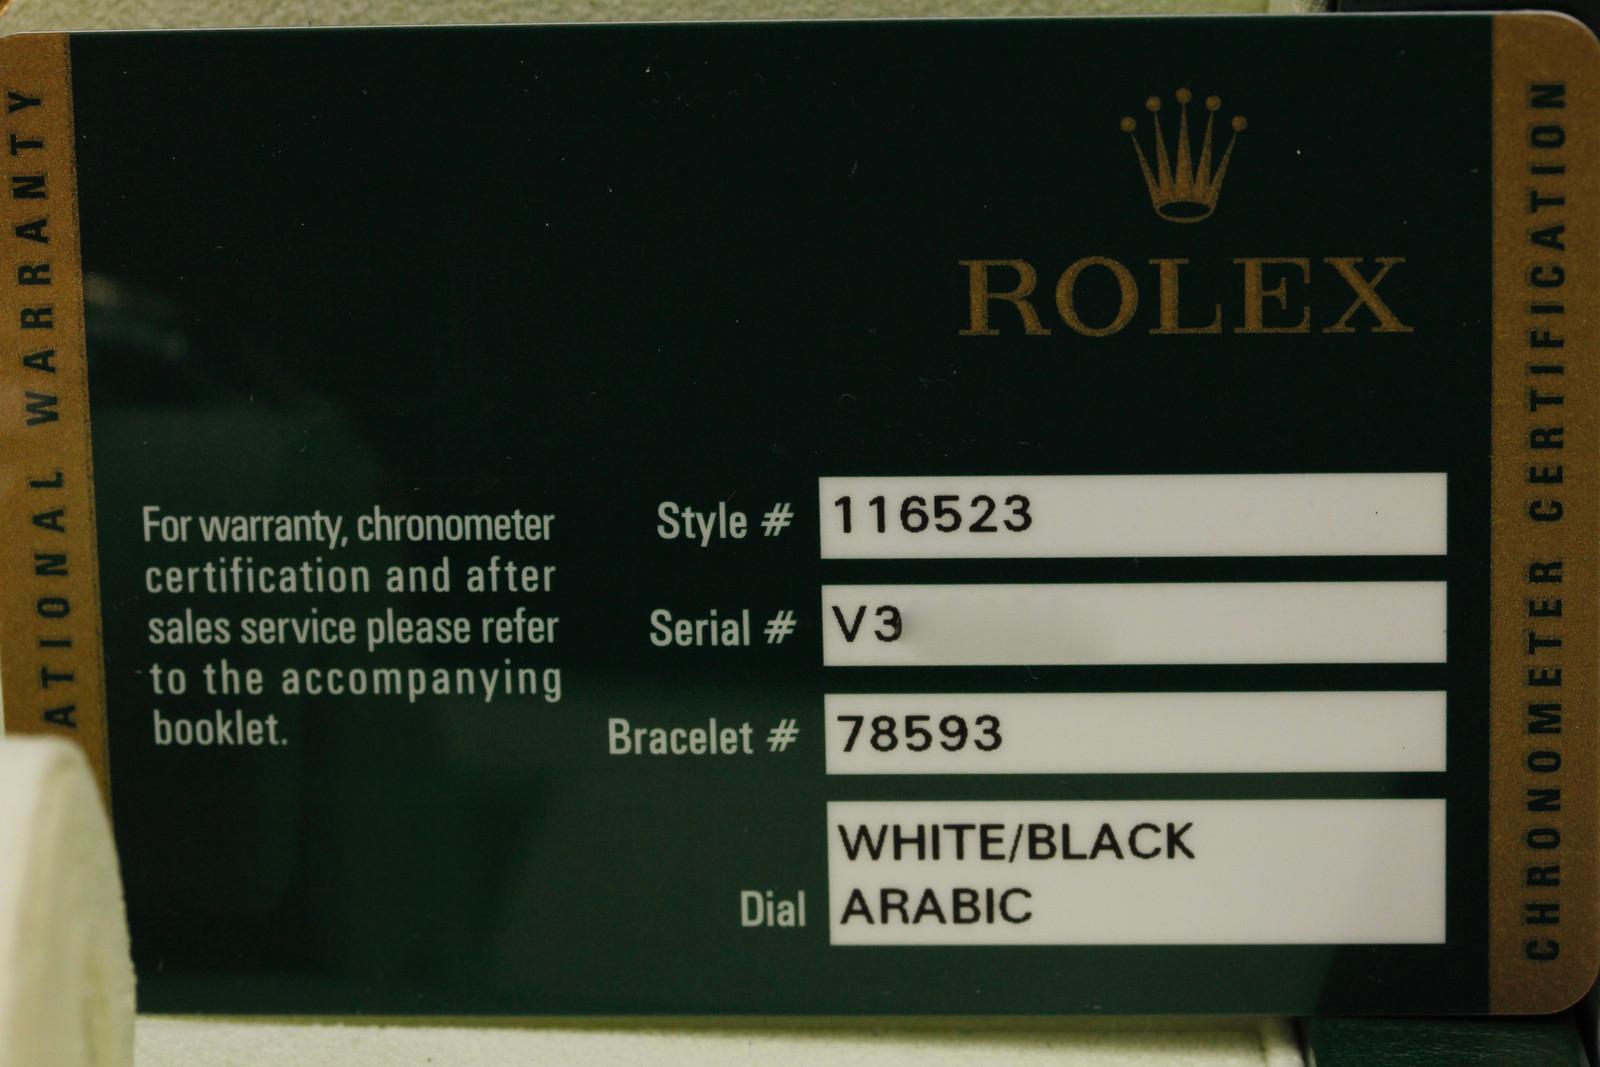 ATIONAL WARRANTY
ROLEX
For warranty, chronometer
certification and after
sales service please refer
to the accompanying
booklet.
Style # 116523
Serial # V3
Bracelet # 78593
Dial WHITE/BLACK
ARABIC
CHRONOMETER CERTIFICATION